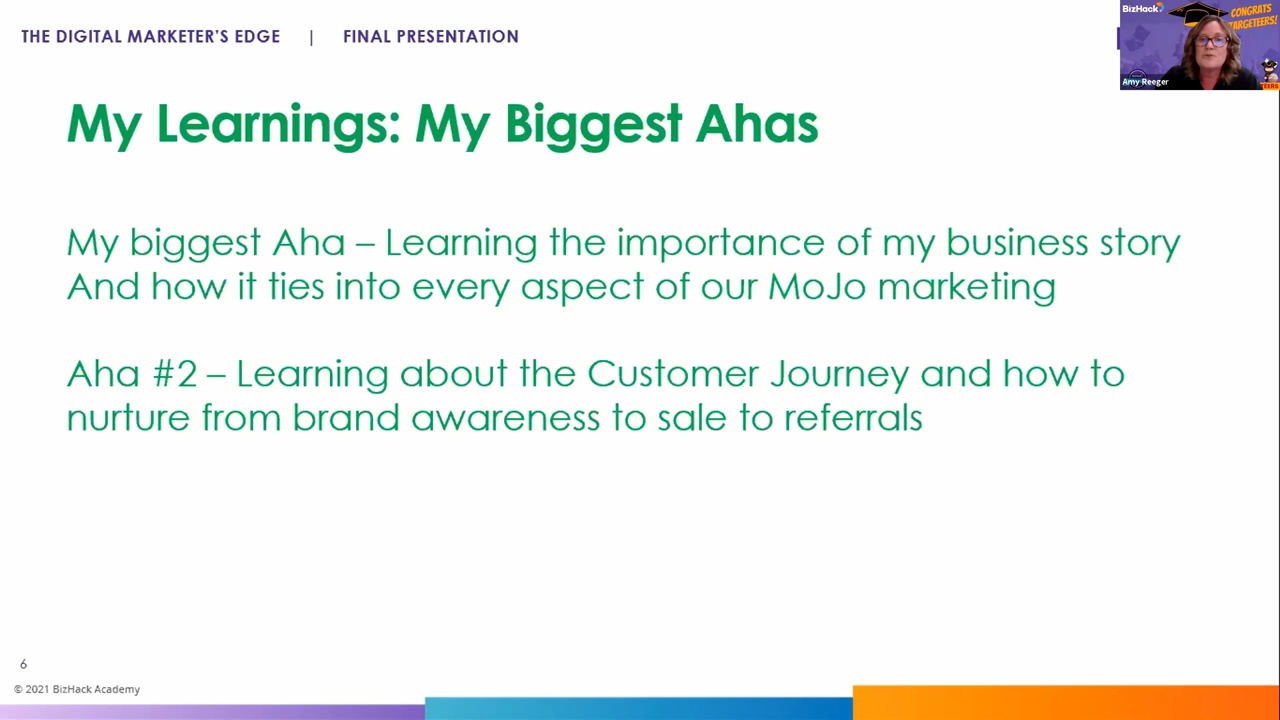 THE DIGITAL MARKETER'S EDGE | FINAL PRESENTATION
BizHack
CONGRATS
TARGETEERS!
Amy Reeger
My Learnings: My Biggest Ahas
My biggest Aha – Learning the importance of my business story
And how it ties into every aspect of our MoJo marketing
Aha #2 – Learning about the Customer Journey and how to
nurture from brand awareness to sale to referrals
6
© 2021 BizHack Academy